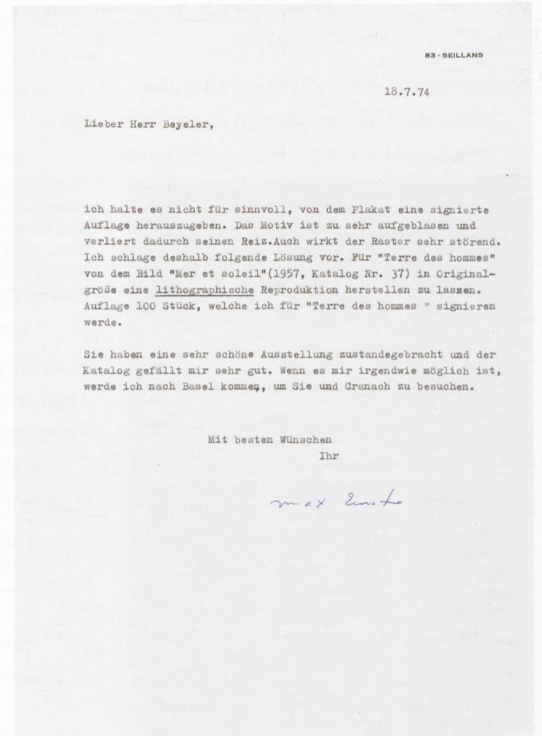 83 - SEILLANS
18.7.74
Lieber Herr Beyeler,
ich halte es nicht für sinnvoll, von dem Plakat eine signierte
Auflage herauszugeben. Das Motiv ist zu sehr aufgeblasen und
verliert dadurch seinen Reiz.Auch wirkt der Raster sehr störend.
Ich schlage deshalb folgende Lösung vor. Für "Terre des hommes"
von dem Bild "Mer et soleil"(1957, Katalog Nr. 37) in Original-
größe eine lithographische Reproduktion herstellen zu lassen.
Auflage 100 Stück, welche ich für "Terre des hommes " signieren
werde.
Sie haben eine sehr schöne Ausstellung zustandegebracht und der
Katalog gefällt mir sehr gut. Wenn es mir irgendwie möglich ist,
werde ich nach Basel kommen, um Sie und Cranach zu besuchen.
Mit besten Wünschen
Ihr
max ernst